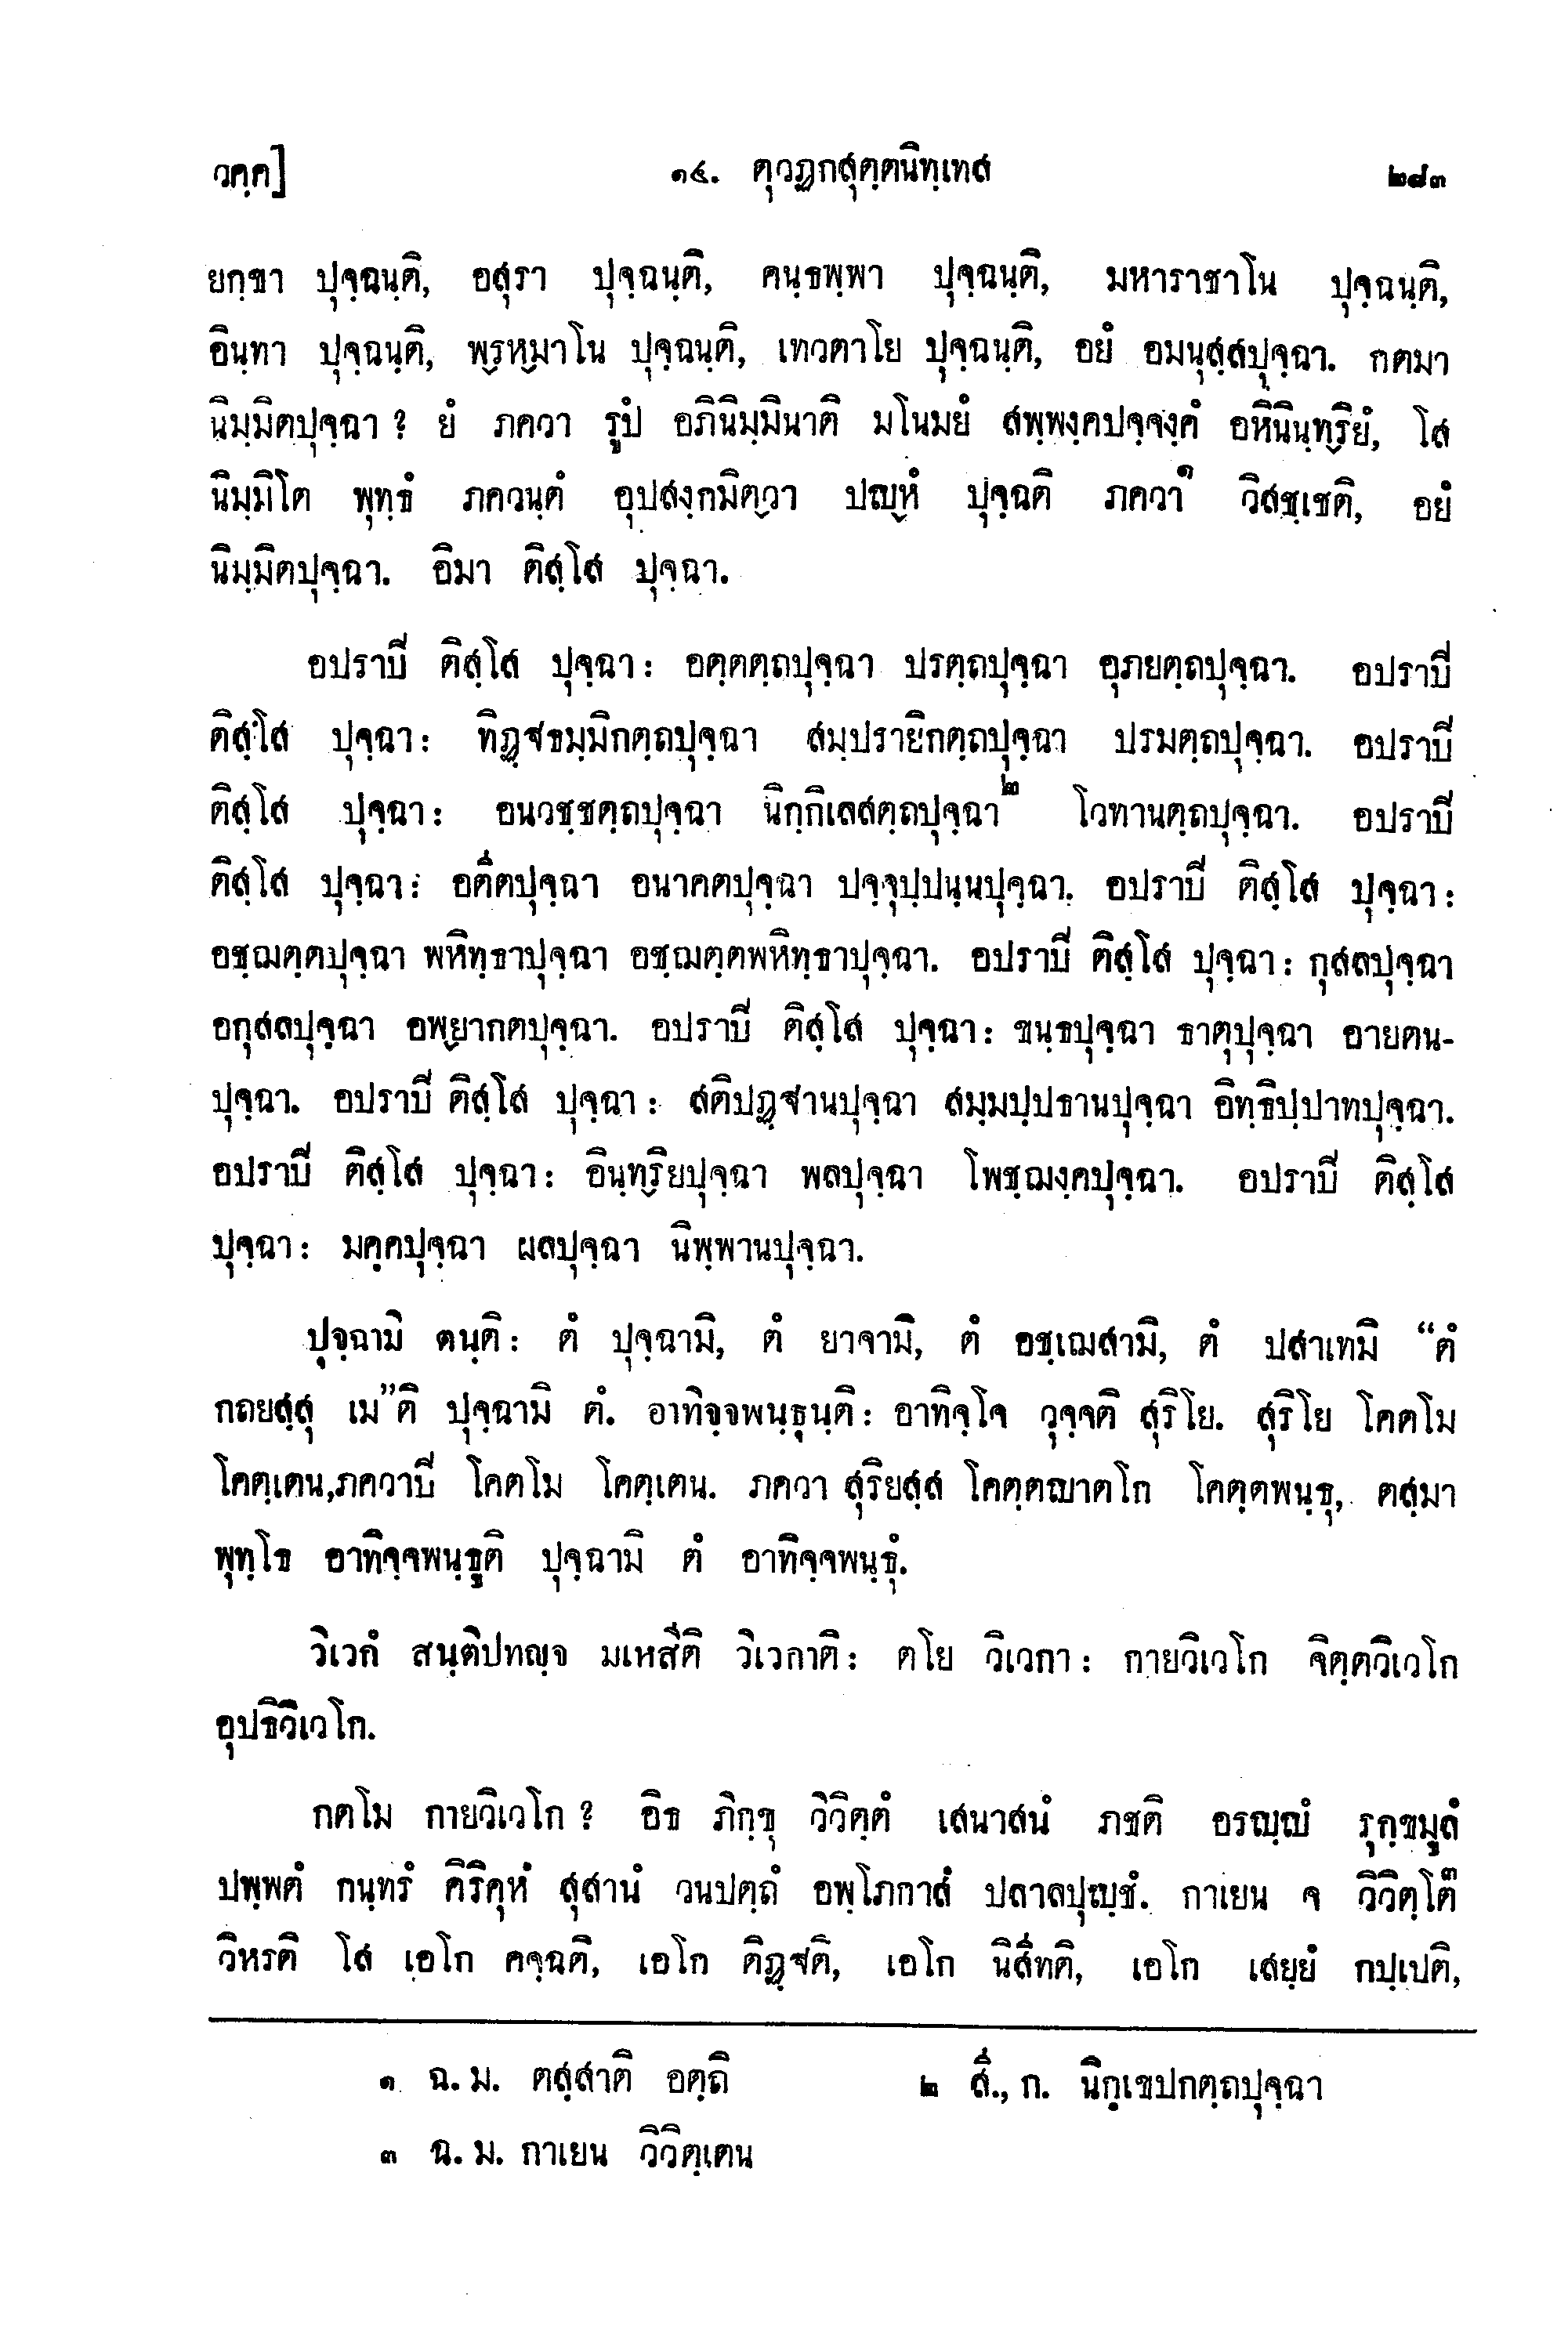 วคฺค]	๑๔. ตุวฏกสุตฺตนิทฺเทส	๒๘๓
ยกฺขา ปุจฺฉนฺติ, อสุรา ปุจฺฉนฺติ, คนฺธพฺพา ปุจฺฉนฺติ, มหาราชาโน ปุจฺฉนฺติ,
อินฺทา ปุจฺฉนฺติ, พฺรหฺมาโน ปุจฺฉนฺติ, เทวตาโย ปุจฺฉนฺติ, อยํ อมนุสฺสปุจฺฉา. กตมา
นิมฺมิตปุจฺฉา ? ยํ ภควา รูปํ อภินิมฺมินาติ มโนมยํ สพฺพงฺคปจฺจงฺคํ อหีนินฺทฺริยํ, โส
นิมฺมิโต พุทฺธํ ภควนฺตํ อุปสงฺกมิตฺวา ปญฺหํ ปุจฺฉติ ภควา๑ วิสชฺเชติ, อยํ
นิมฺมิตปุจฺฉา. อิมา ติสฺโส ปุจฺฉา.
อปราปิ ติสฺโส ปุจฺฉา : อตฺตตฺถปุจฺฉา ปรตฺถปุจฺฉา อุภยตฺถปุจฺฉา. อปราปิ
ติสฺโส ปุจฺฉา : ทิฏฺฐธมฺมิกตฺถปุจฺฉา สมฺปรายิกตฺถปุจฺฉา ปรมตฺถปุจฺฉา. อปราปิ
ติสฺโส ปุจฺฉา : อนวชฺชตฺถปุจฺฉา นิกฺกิเลสตฺถปุจฺฉา๒ โวทานตฺถปุจฺฉา. อปราปิ
ติสฺโส ปุจฺฉา : อตีตปุจฺฉา อนาคตปุจฺฉา ปจฺจุปฺปนฺนปุจฺฉา. อปราปิ ติสฺโส ปุจฺฉา :
อชฺฌตฺตปุจฺฉา พหิทฺธาปุจฺฉา อชฺฌตฺตพหิทฺธาปุจฺฉา. อปราปิ ติสฺโส ปุจฺฉา : กุสลปุจฺฉา
อกุสลปุจฺฉา อพฺยากตปุจฺฉา. อปราปิ ติสฺโส ปุจฺฉา : ขนฺธปุจฺฉา ธาตุปุจฺฉา อายตน-
ปุจฺฉา. อปราปิ ติสฺโส ปุจฺฉา : สติปฏฺฐานปุจฺฉา สมฺมปฺปธานปุจฺฉา อิทฺธิปฺปาทปุจฺฉา.
อปราปิ ติสฺโส ปุจฺฉา : อินฺทฺริยปุจฺฉา พลปุจฺฉา โพชฺฌงฺคปุจฺฉา. อปราปิ ติสฺโส
ปุจฺฉา : มคฺคปุจฺฉา ผลปุจฺฉา นิพฺพานปุจฺฉา.
ปุจฺฉามิ ตนฺติ : ตํ ปุจฺฉามิ, ตํ ยาจามิ, ตํ อชฺเฌสามิ, ตํ ปสาเทมิ “ตํ
กถยสฺสุ เม”ติ ปุจฺฉามิ ตํ. อาทิจฺจพนฺธุนฺติ : อาทิจฺโจ วุจฺจติ สุริโย. สุริโย โคตโม
โคตฺเตน,ภควาปิ โคตโม โคตฺเตน. ภควา สุริยสฺส โคตฺตญาตโก โคตฺตพนฺธุ, ตสฺมา
พุทฺโธ อาทิจฺจพนฺธูติ ปุจฺฉามิ ตํ อาทิจฺจพนฺธุํ.
วิเวกํ สนฺติปทญฺจ มเหสีติ วิเวกาติ : ตโย วิเวกา : กายวิเวโก จิตฺตวิเวโก
อุปธิวิเวโก.
กตโม กายวิเวโก ? อิธ ภิกฺขุ วิวิตฺตํ เสนาสนํ ภชติ อรญฺญํ รุกฺขมูลํ
ปพฺพตํ กนฺทรํ คิริคุหํ สุสานํ วนปตฺถํ อพฺโภกาสํ ปลาลปุญฺชํ. กาเยน จ วิวิตฺโต๓
วิหรติ โส เอโก คจฺฉติ, เอโก ติฏฺฐติ, เอโก นิสีทติ, เอโก เสยฺยํ กปฺเปติ,
๑ ฉ. ม. ตสฺสาติ อตฺถิ	๒ สี., ก. นิกฺเขปกตฺถปุจฺฉา
๓ ฉ. ม. กาเยน วิวิตฺเตน